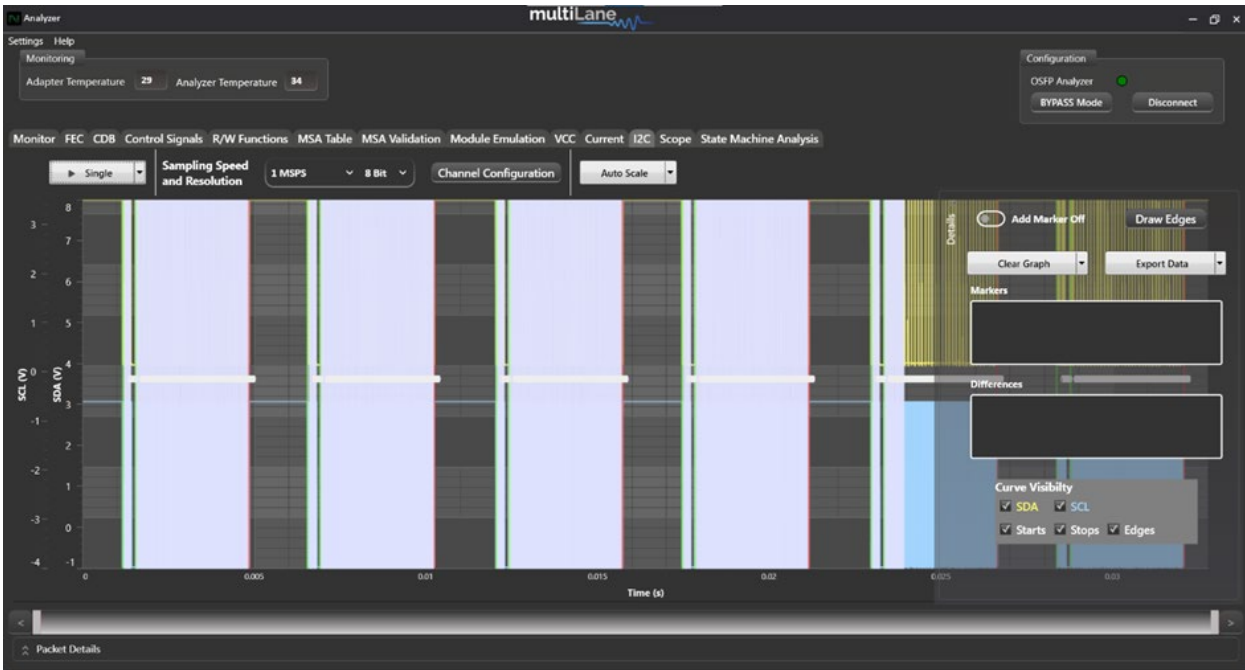 Analyzer
multiLane
Settings Help
Monitoring
Adapter Temperature 29 Analyzer Temperature 34
Configuration
OSFP Analyzer
BYPASS Mode Disconnect
Monitor FEC CDB Control Signals R/W Functions MSA Table MSA Validation Module Emulation VCC Current I2C Scope State Machine Analysis
Single
Sampling Speed
and Resolution
1 MSPS 8 Bit
Channel Configuration
Auto Scale
SCL (V)
3
2
1
0
-1
-2
-3
-4
SDA (V)
8
7
6
5
4
3
2
1
0
-1
0 0.005 0.01 0.015 0.02 0.025 0.03
Time (s)
Details
Add Marker Off Draw Edges
Clear Graph Export Data
Markers
Differences
Curve Visibilty
SDA SCL
Starts Stops Edges
< >
Packet Details